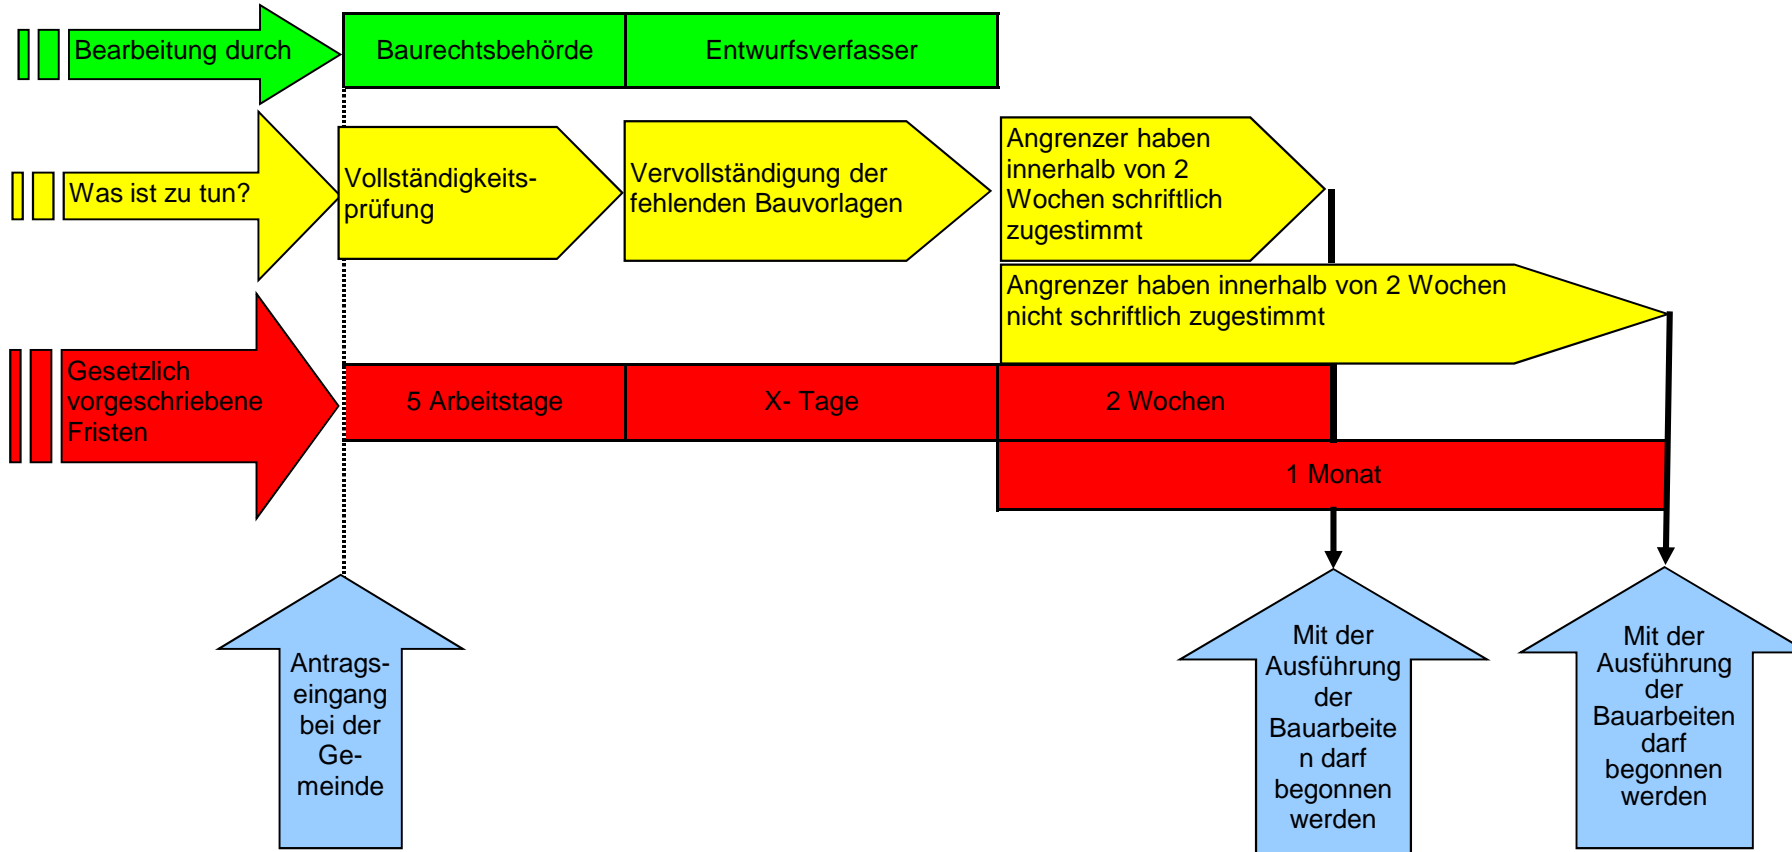 Bearbeitung durch
Baurechtsbehörde
Entwurfsverfasser
Was ist zu tun?
Vollständigkeits-
prüfung
Vervollständigung der
fehlenden Bauvorlagen
Angrenzer haben
innerhalb von 2
Wochen schriftlich
zugestimmt
Angrenzer haben innerhalb von 2 Wochen
nicht schriftlich zugestimmt
Gesetzlich
vorgeschriebene
Fristen
5 Arbeitstage
X- Tage
2 Wochen
1 Monat
Antrags-
eingang
bei der
Ge-
meinde
Mit der
Ausführung
der
Bauarbeite
n darf
begonnen
werden
Mit der
Ausführung
der
Bauarbeiten
darf
begonnen
werden